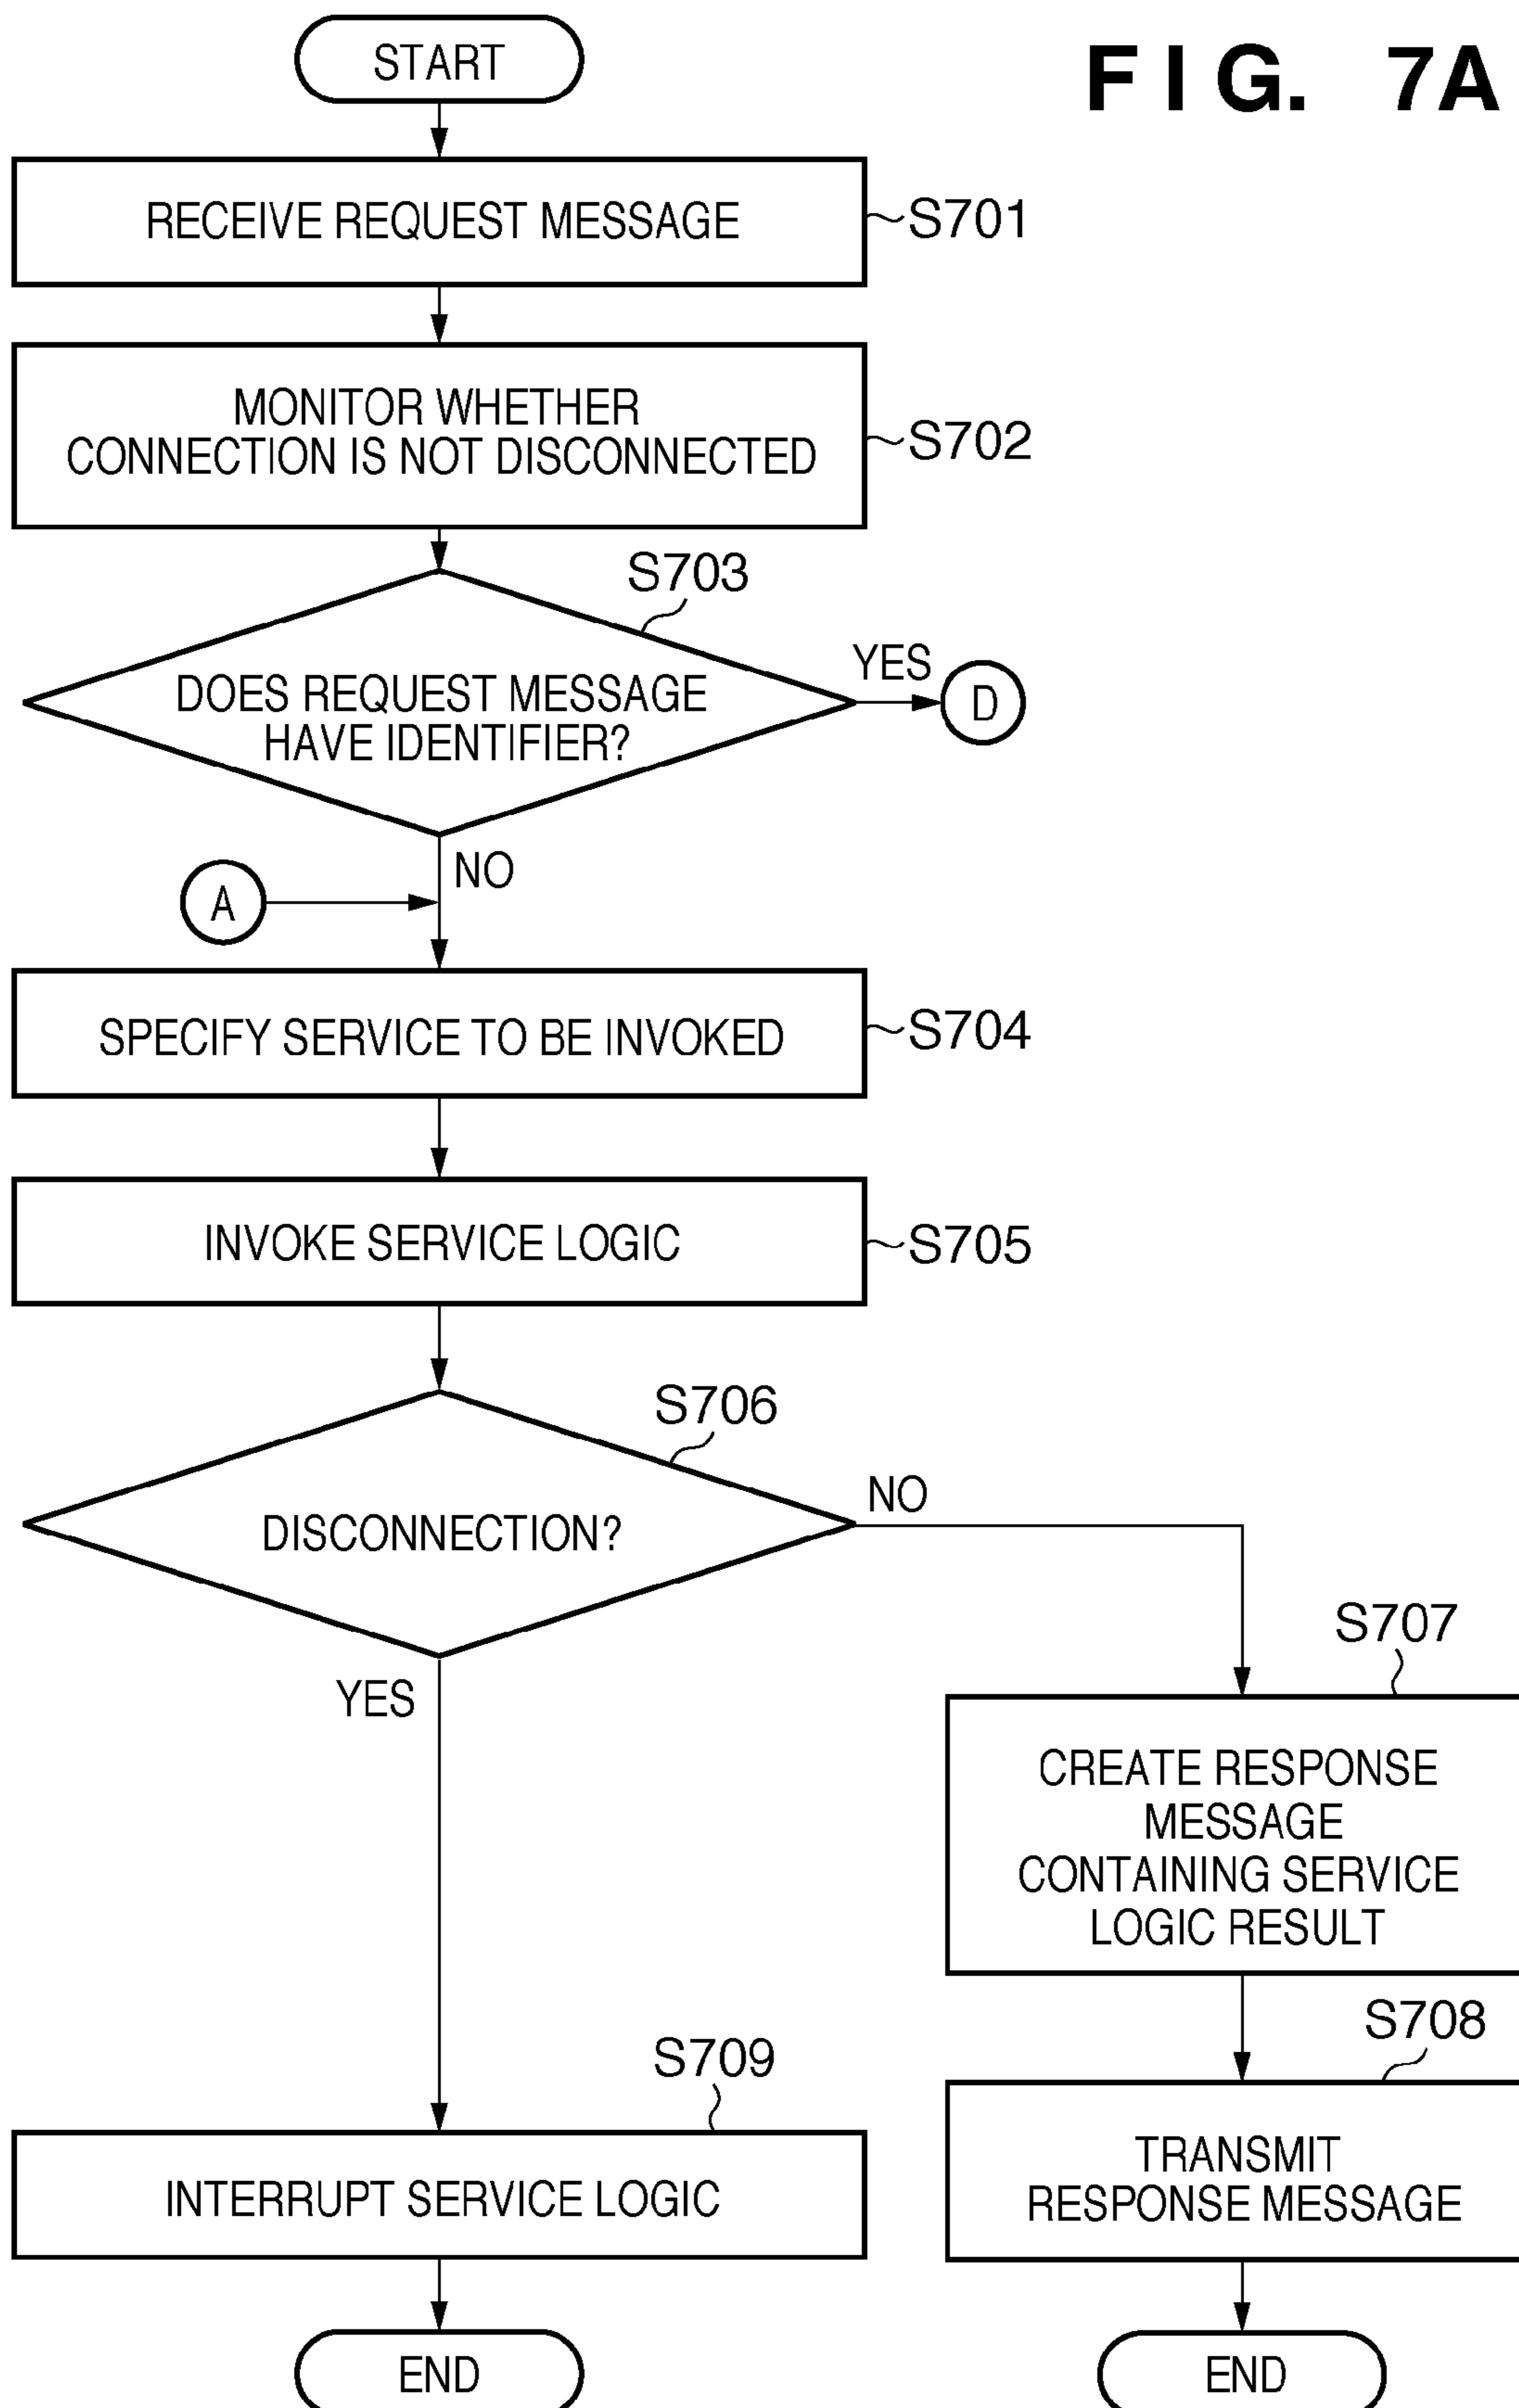 FIG. 7A
START
RECEIVE REQUEST MESSAGE
S701
MONITOR WHETHER
CONNECTION IS NOT DISCONNECTED
S702
S703
DOES REQUEST MESSAGE
HAVE IDENTIFIER?
YES
D
NO
A
SPECIFY SERVICE TO BE INVOKED
S704
INVOKE SERVICE LOGIC
S705
S706
DISCONNECTION?
NO
YES
S707
CREATE RESPONSE
MESSAGE
CONTAINING SERVICE
LOGIC RESULT
S708
TRANSMIT
RESPONSE MESSAGE
S709
INTERRUPT SERVICE LOGIC
END
END